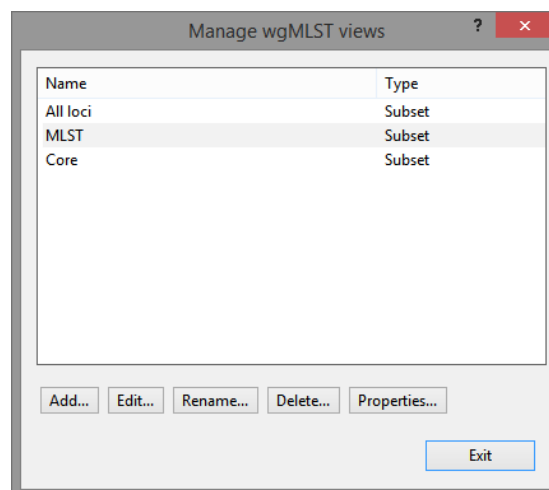 Manage wgMLST views
? ×
Name Type
All loci Subset
MLST Subset
Core Subset
Add... Edit... Rename... Delete... Properties...
Exit